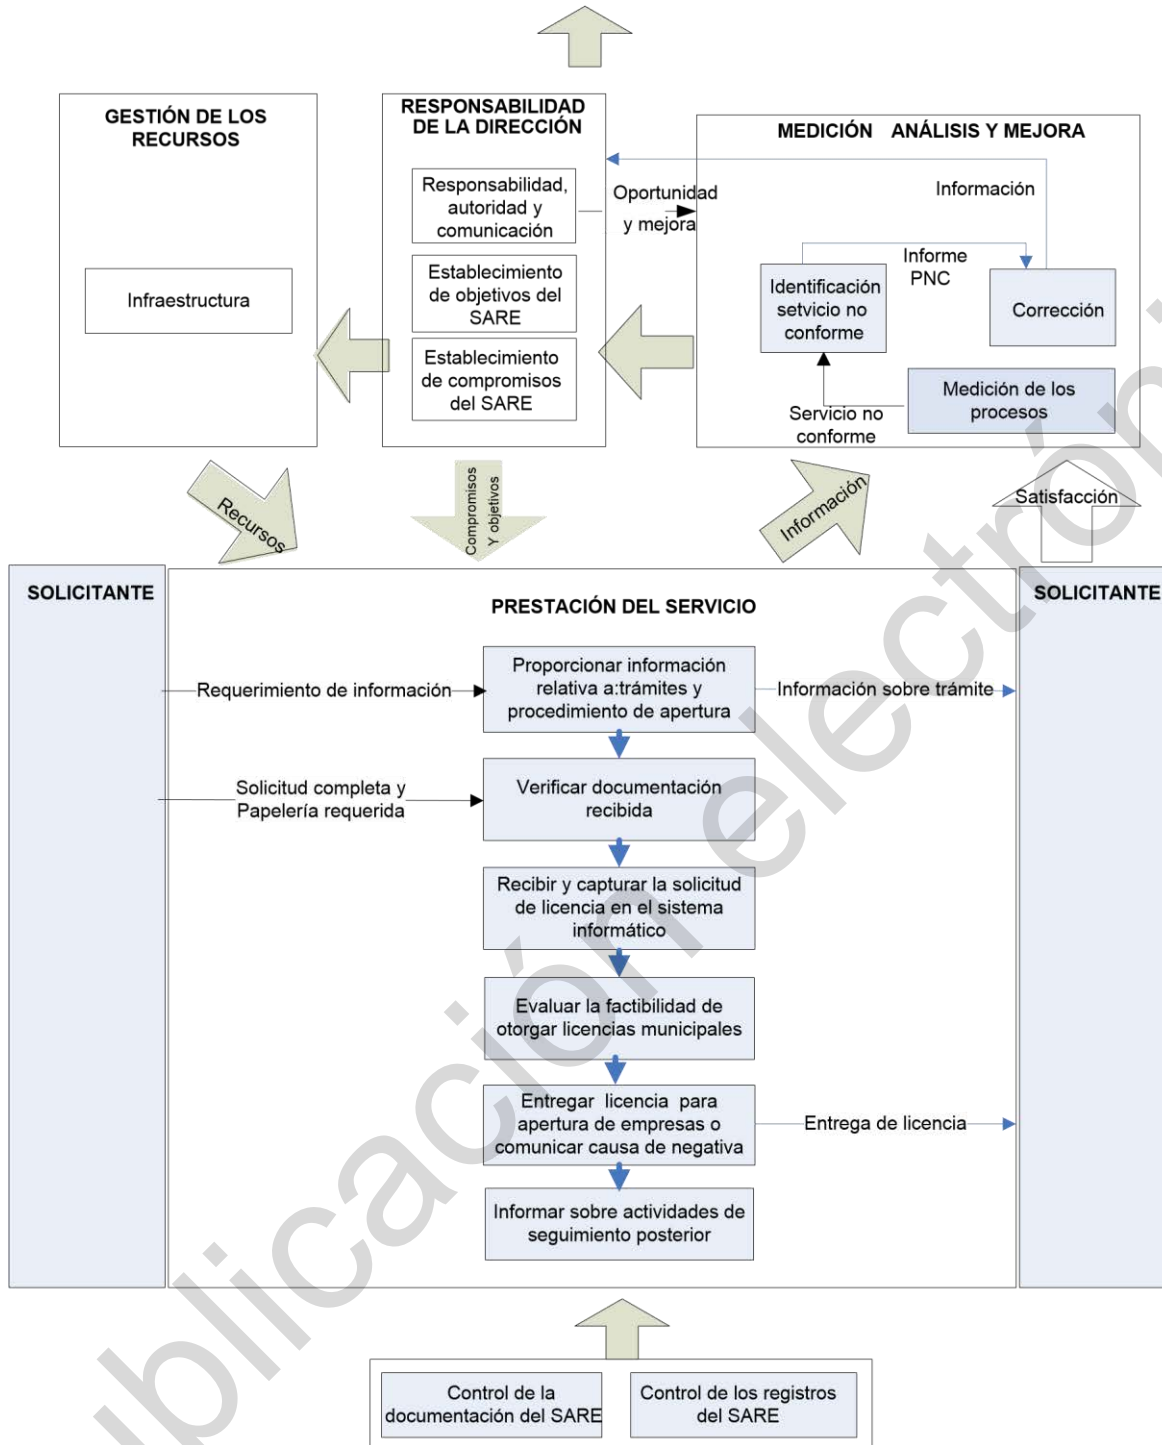 GESTIÓN DE LOS
RECURSOS
Infraestructura
RESPONSABILIDAD
DE LA DIRECCIÓN
Responsabilidad,
autoridad y
comunicación
Establecimiento
de objetivos del
SARE
Establecimiento
de compromisos
del SARE
Oportunidad
y mejora
MEDICIÓN ANÁLISIS Y MEJORA
Información
Informe
PNC
Identificación
setvicio no
conforme
Corrección
Medición de los
procesos
Servicio no
conforme
Recursos
Compromisos
Y objetivos
Información
Satisfacción
SOLICITANTE
PRESTACIÓN DEL SERVICIO
SOLICITANTE
Requerimiento de información
Proporcionar información
relativa a:trámites y
procedimiento de apertura
Información sobre trámite
Solicitud completa y
Papelería requerida
Verificar documentación
recibida
Recibir y capturar la solicitud
de licencia en el sistema
informático
Evaluar la factibilidad de
otorgar licencias municipales
Entregar licencia para
apertura de empresas o
comunicar causa de negativa
Entrega de licencia
Informar sobre actividades de
seguimiento posterior
Control de la
documentación del SARE
Control de los registros
del SARE
ublicación electrón